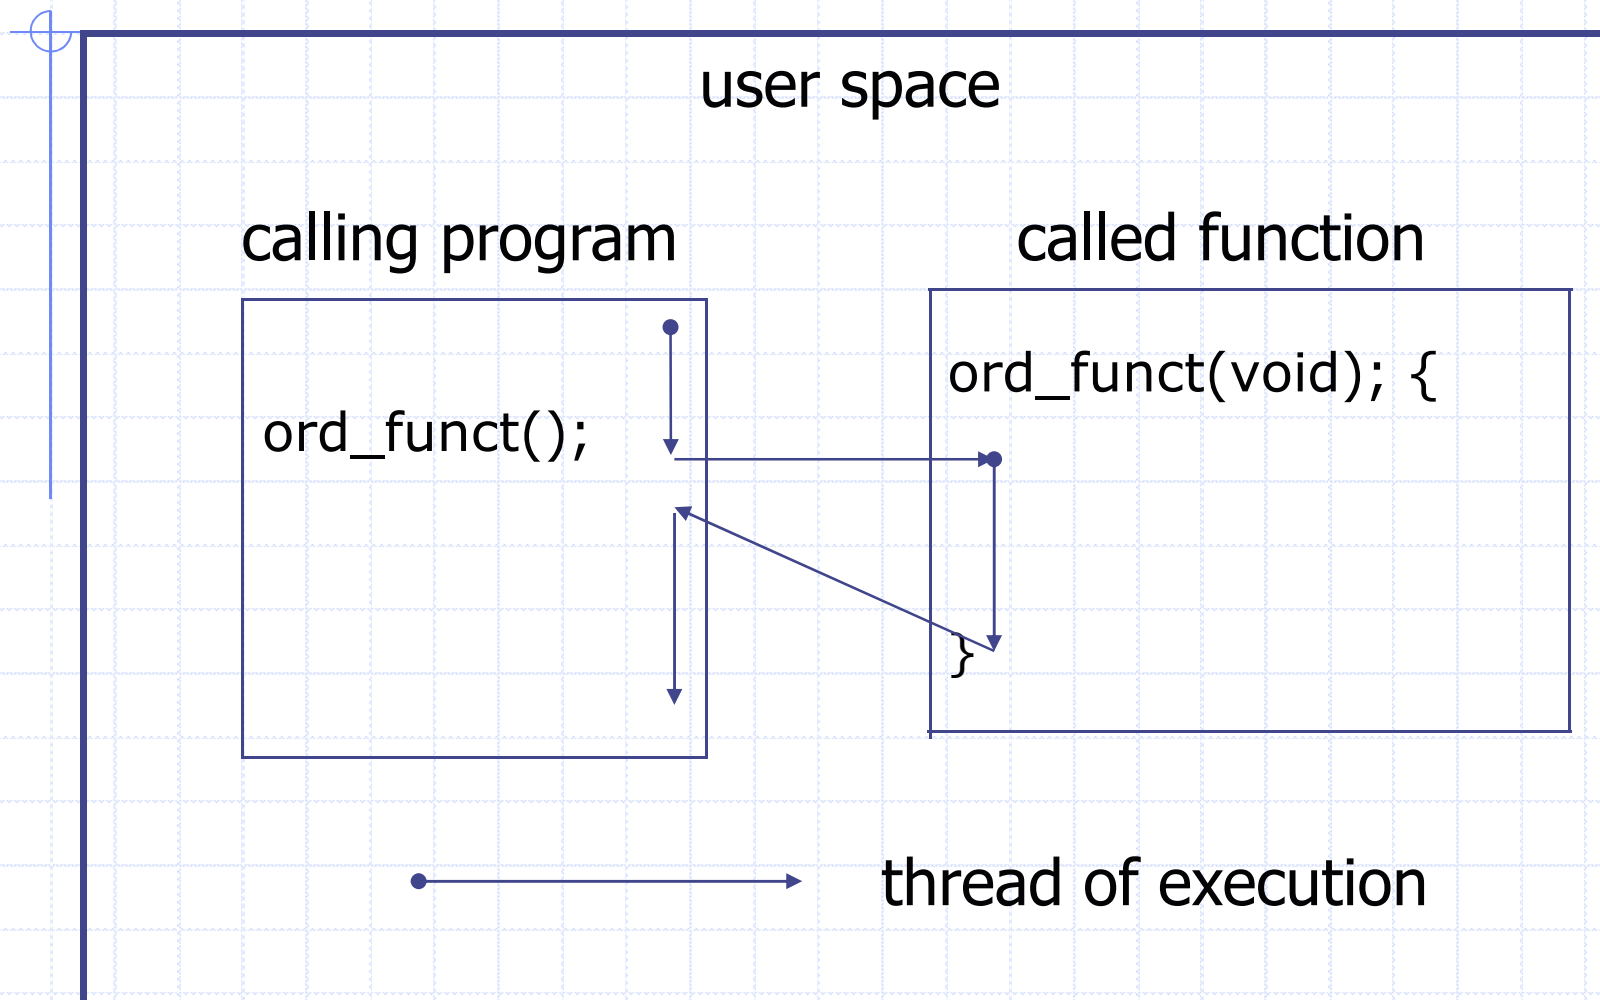 user space
calling program
called function
ord_funct(void); {
ord_funct();
}
thread of execution